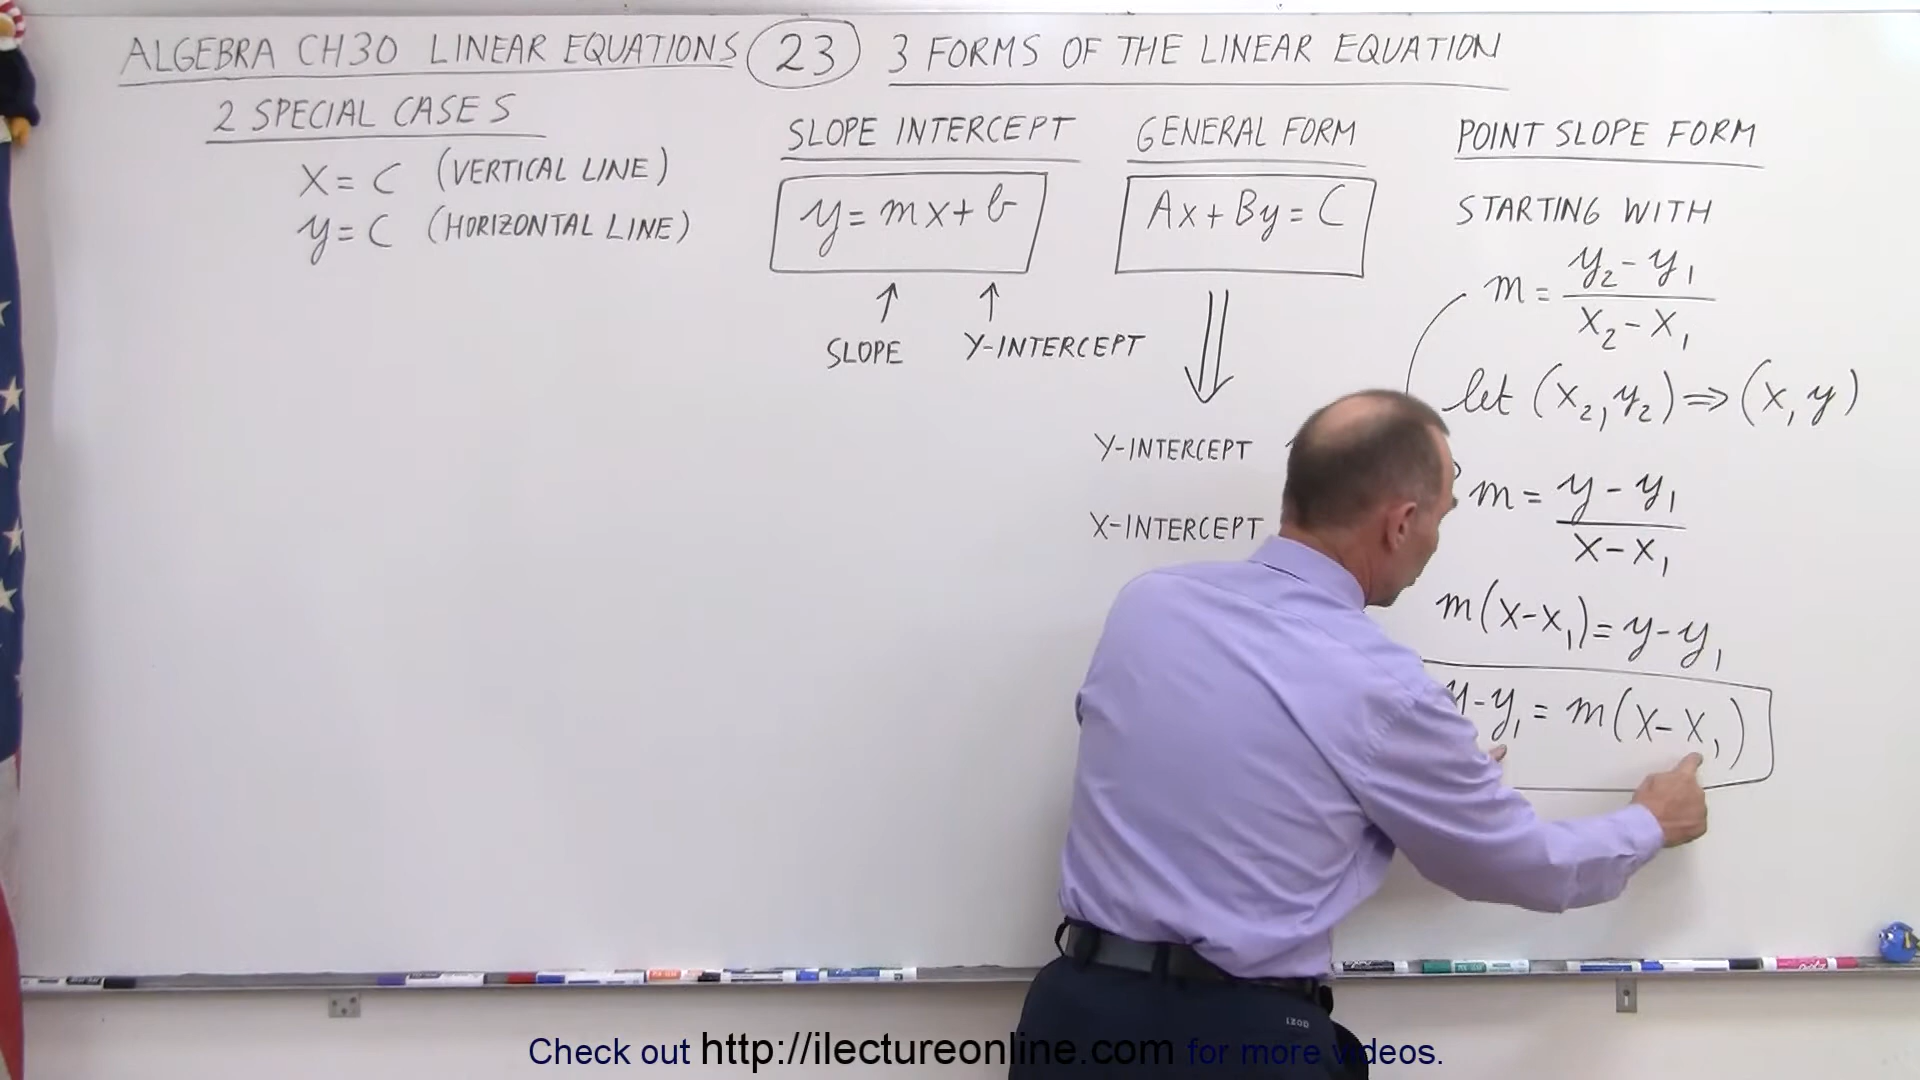 ALGEBRA CH30 LINEAR EQUATIONS 23 3 FORMS OF THE LINEAR EQUATION
2 SPECIAL CASES
X = C (VERTICAL LINE)
y = C (HORIZONTAL LINE)
SLOPE INTERCEPT
y = mx + b
↑ ↑
SLOPE Y-INTERCEPT
GENERAL FORM
Ax + By = C
⇓
Y-INTERCEPT
X-INTERCEPT
POINT SLOPE FORM
STARTING WITH
m = y₂ - y₁
x₂ - x₁
let (x₂, y₂) ⇒ (x, y)
m = y - y₁
x - x₁
m(x - x₁) = y - y₁
y - y₁ = m(x - x₁)
IZOD
Check out http://ilectureonline.com for more videos.